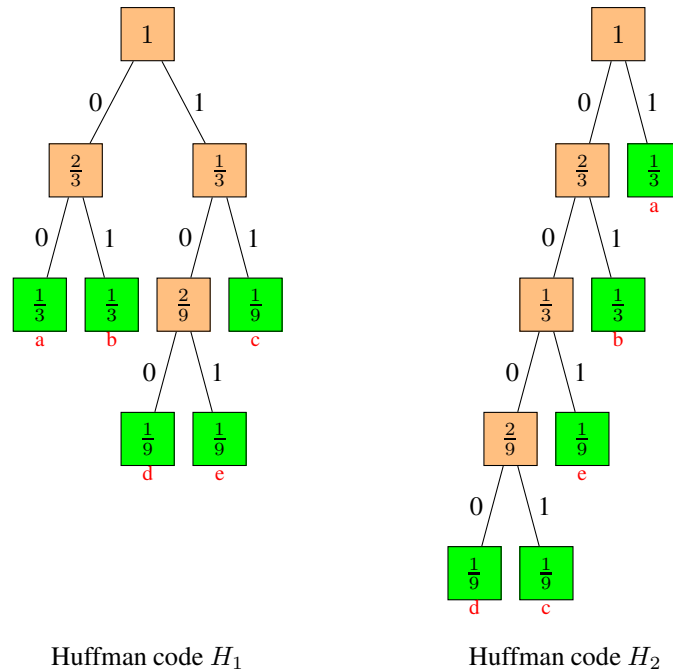 1 1
0 1 0 1
2/3 1/3 2/3 1/3
a
0 1 0 1 0 1
1/3 1/3 2/9 1/9 1/3 1/3
a b c b
0 1 0 1
1/9 1/9 2/9 1/9
d e e
0 1
1/9 1/9
d c
Huffman code H₁ Huffman code H₂